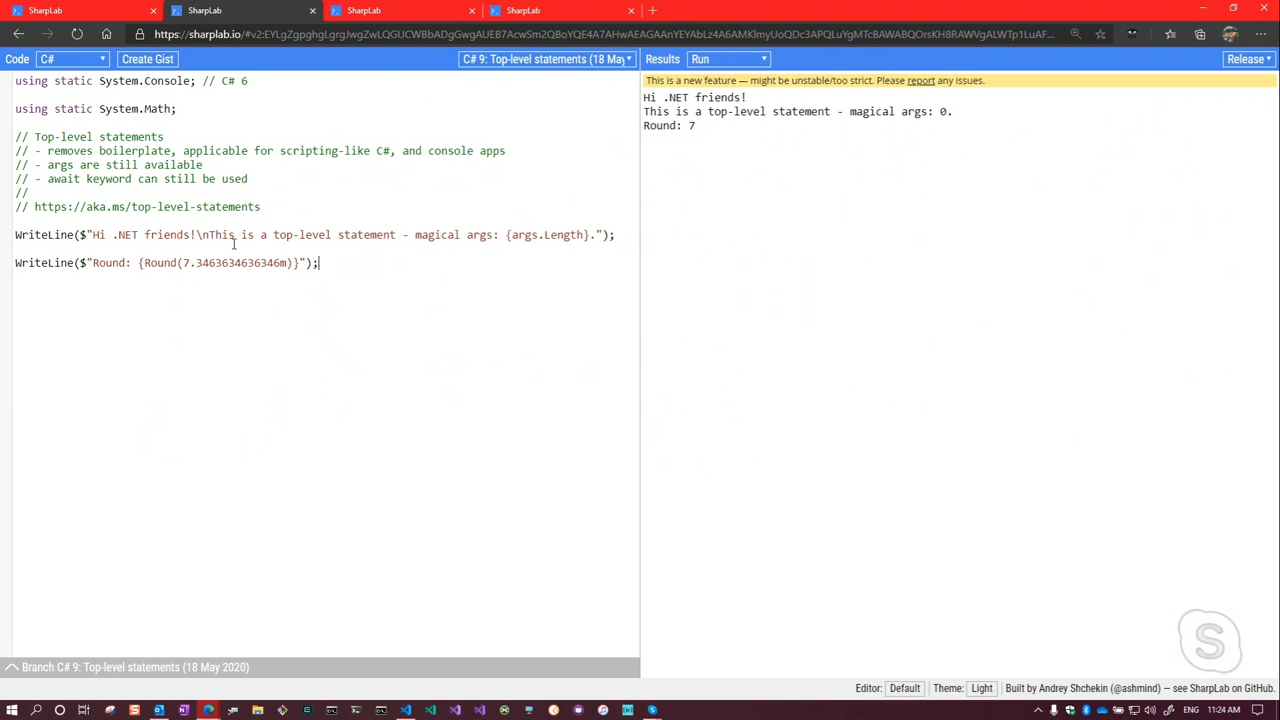 SharpLab
SharpLab
SharpLab
SharpLab
Code
C#
Create Gist
C# 9: Top-level statements (18 May
Results
Run
Release
using static System.Console; // C# 6
using static System.Math;
// Top-level statements
// - removes boilerplate, applicable for scripting-like C#, and console apps
// - args are still available
// - await keyword can still be used
//
// https://aka.ms/top-level-statements
WriteLine($"Hi .NET friends!\nThis is a top-level statement - magical args: {args.Length}.");
WriteLine($"Round: {Round(7.3463634636346m)}");
This is a new feature — might be unstable/too strict. Please report any issues.
Hi .NET friends!
This is a top-level statement - magical args: 0.
Round: 7
Branch C# 9: Top-level statements (18 May 2020)
Editor: Default
Theme: Light
Built by Andrey Shchekin (@ashmind) — see SharpLab on GitHub.
ENG
11:24 AM